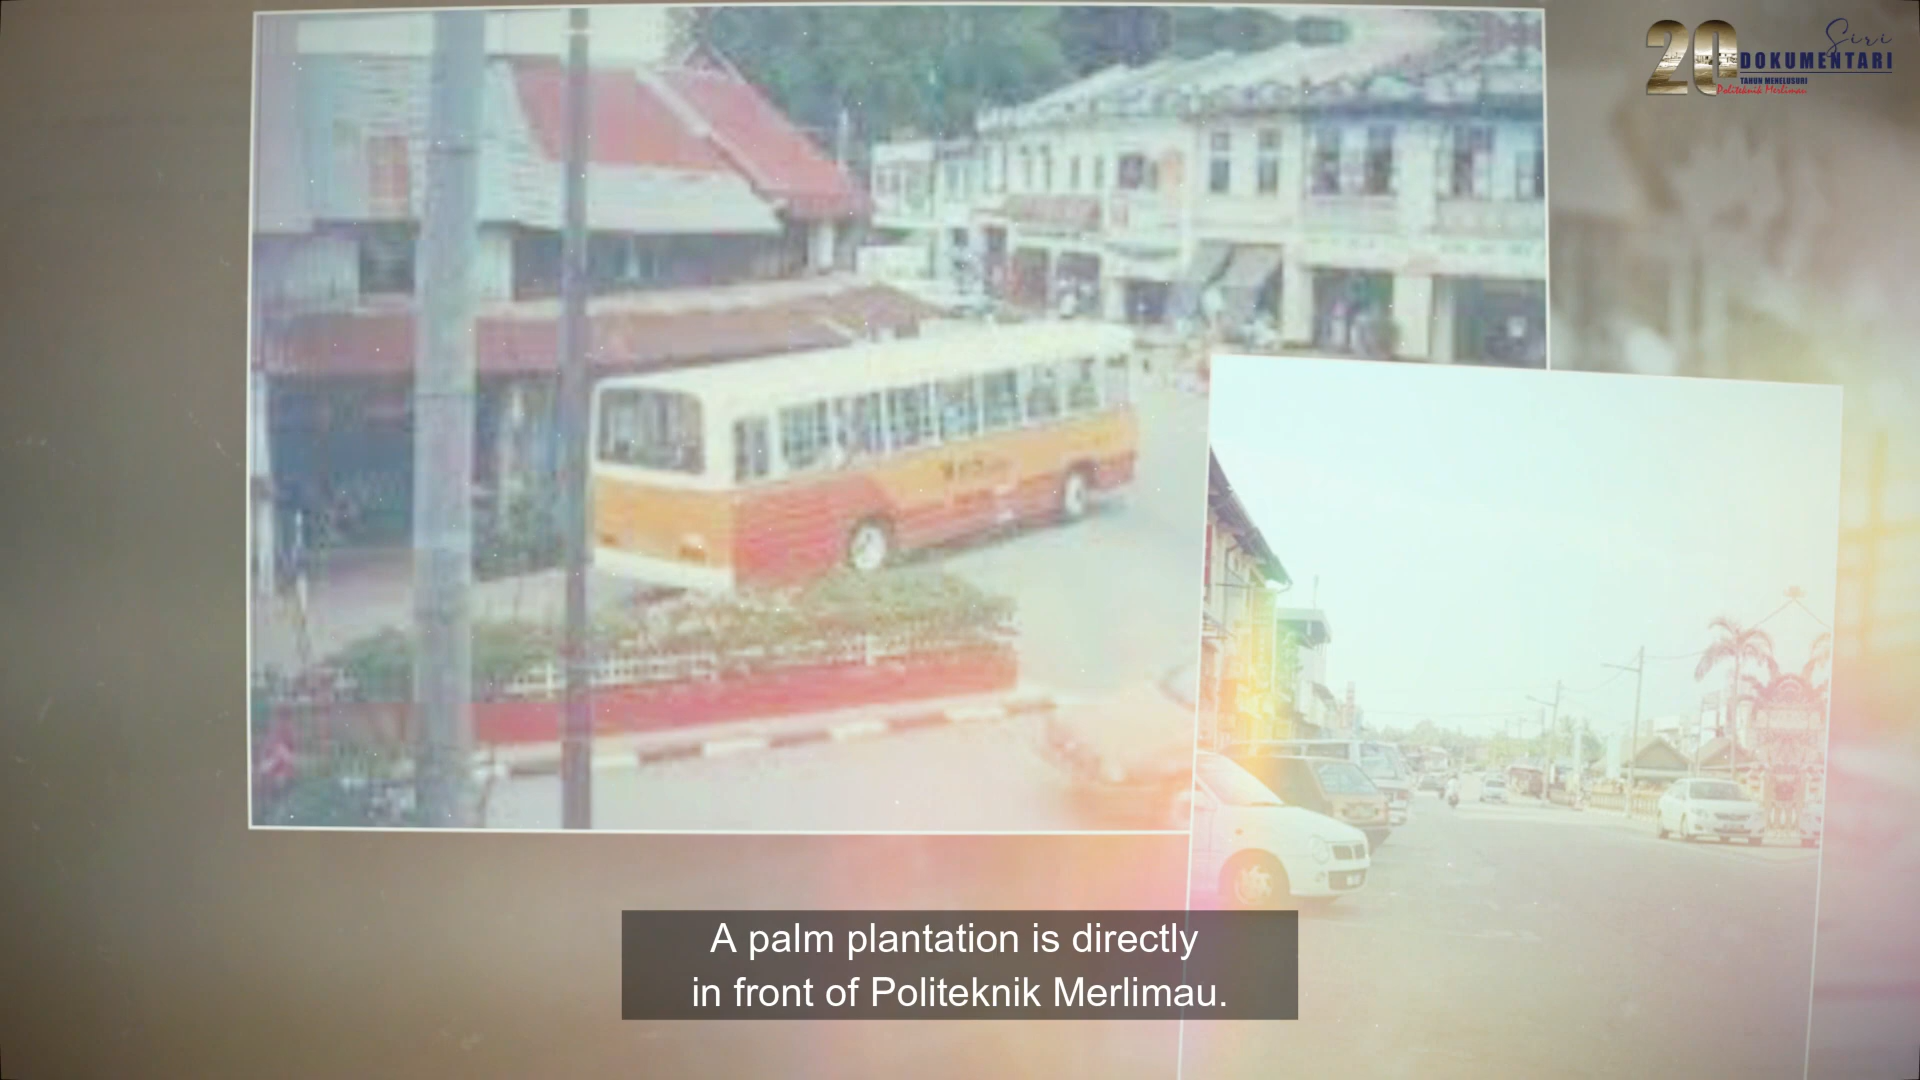 20
Siri
DOKUMENTARI
TAHUN MENELUSURI
Politeknik Merlimau
A palm plantation is directly
in front of Politeknik Merlimau.